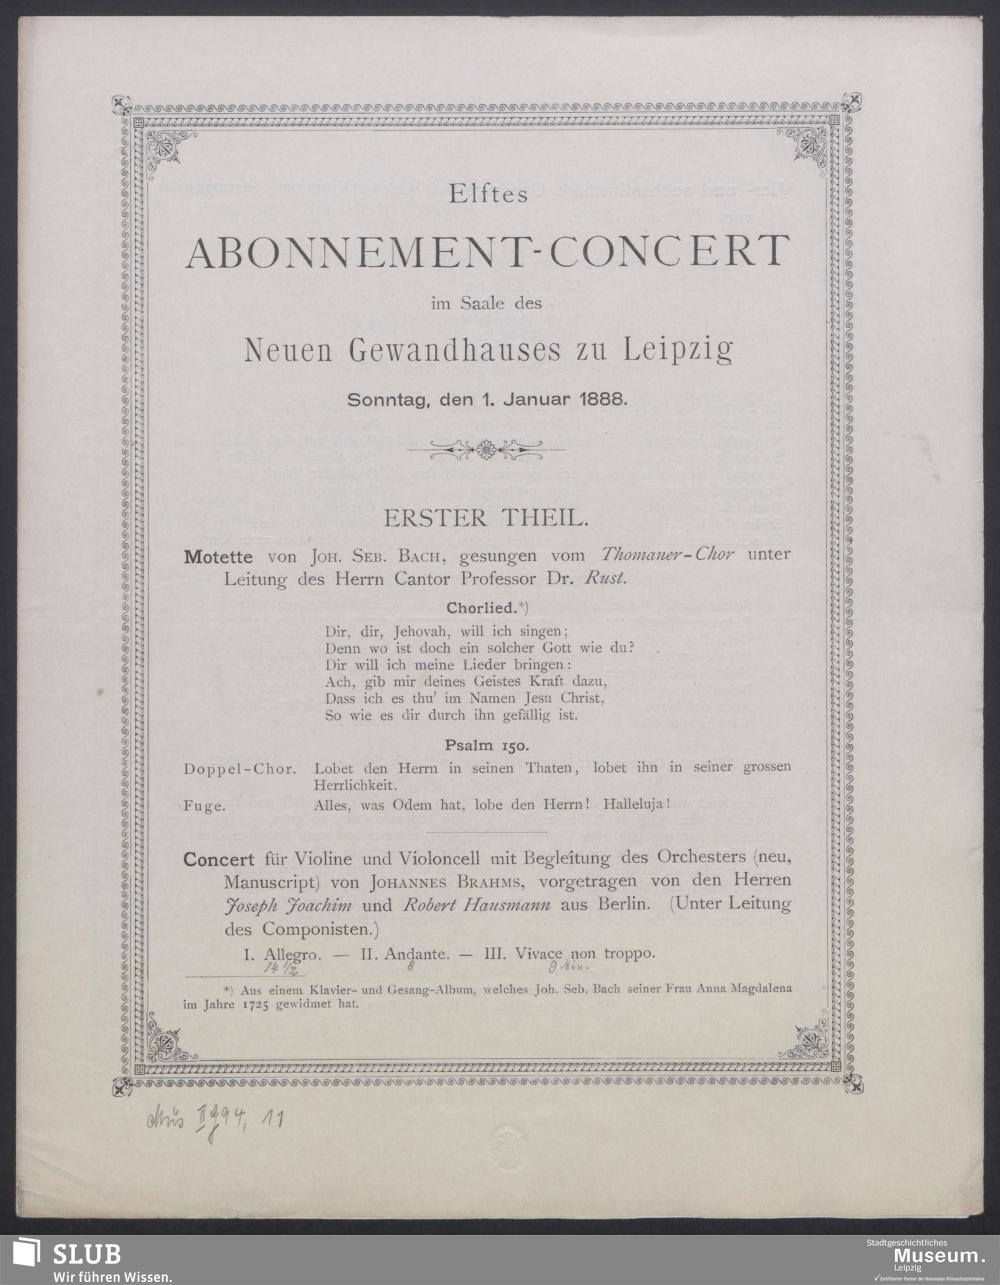 Elftes
ABONNEMENT-CONCERT
im Saale des
Neuen Gewandhauses zu Leipzig
Sonntag, den 1. Januar 1888.
ERSTER THEIL.
Motette von JOH. SEB. BACH, gesungen vom Thomaner-Chor unter
Leitung des Herrn Cantor Professor Dr. Rust.
Chorlied.*)
Dir, dir, Jehovah, will ich singen;
Denn wo ist doch ein solcher Gott wie du?
Dir will ich meine Lieder bringen:
Ach, gib mir deines Geistes Kraft dazu,
Dass ich es thu' im Namen Jesu Christ,
So wie es dir durch ihn gefällig ist.
Psalm 150.
Doppel-Chor. Lobet den Herrn in seinen Thaten, lobet ihn in seiner grossen
Herrlichkeit.
Fuge. Alles, was Odem hat, lobe den Herrn! Halleluja!
Concert für Violine und Violoncell mit Begleitung des Orchesters (neu,
Manuscript) von JOHANNES BRAHMS, vorgetragen von den Herren
Joseph Joachim und Robert Hausmann aus Berlin. (Unter Leitung
des Componisten.)
I. Allegro. — II. Andante. — III. Vivace non troppo.
14 1/2 8 9 Min.
*) Aus einem Klavier- und Gesang-Album, welches Joh. Seb. Bach seiner Frau Anna Magdalena
im Jahre 1725 gewidmet hat.
Mus II 994, 11
SLUB
Wir führen Wissen.
Stadtgeschichtliches
Museum.
Leipzig